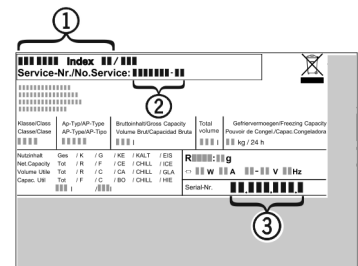 1
Index /
Service-Nr./No.Service: -
2
Klasse/Class Ap-Typ/AP-Type Bruttoinhalt/Gross Capacity Total Gefriervermoegen/Freezing Capacity
Classe/Clase AP-Type/AP-Tipo Volume Brut/Capacidad Bruta volume Pouvoir de Congel./Capac.Congeladora
l l kg / 24 h
Nutzinhalt Ges / K / G / KE / KALT / EIS
Net.Capacity Tot / R / F / CE / CHILL / ICE
Volume Utile Tot / R / C / CA / CHILL / GLA
Capac. Util Tot / F / C / BO / CHILL / HIE
l / l
R : g
W A - V Hz
Serial-Nr. . .
3